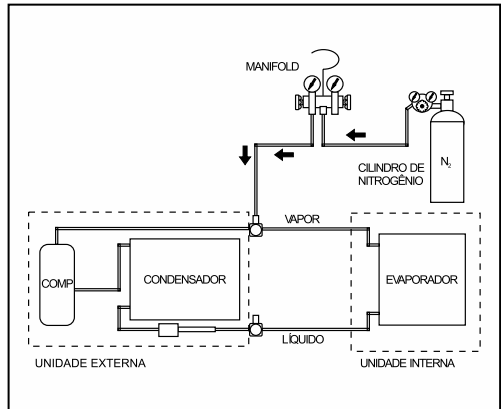 MANIFOLD
CILINDRO DE
NITROGÊNIO
N2
VAPOR
COMP
CONDENSADOR
EVAPORADOR
LÍQUIDO
UNIDADE EXTERNA
UNIDADE INTERNA